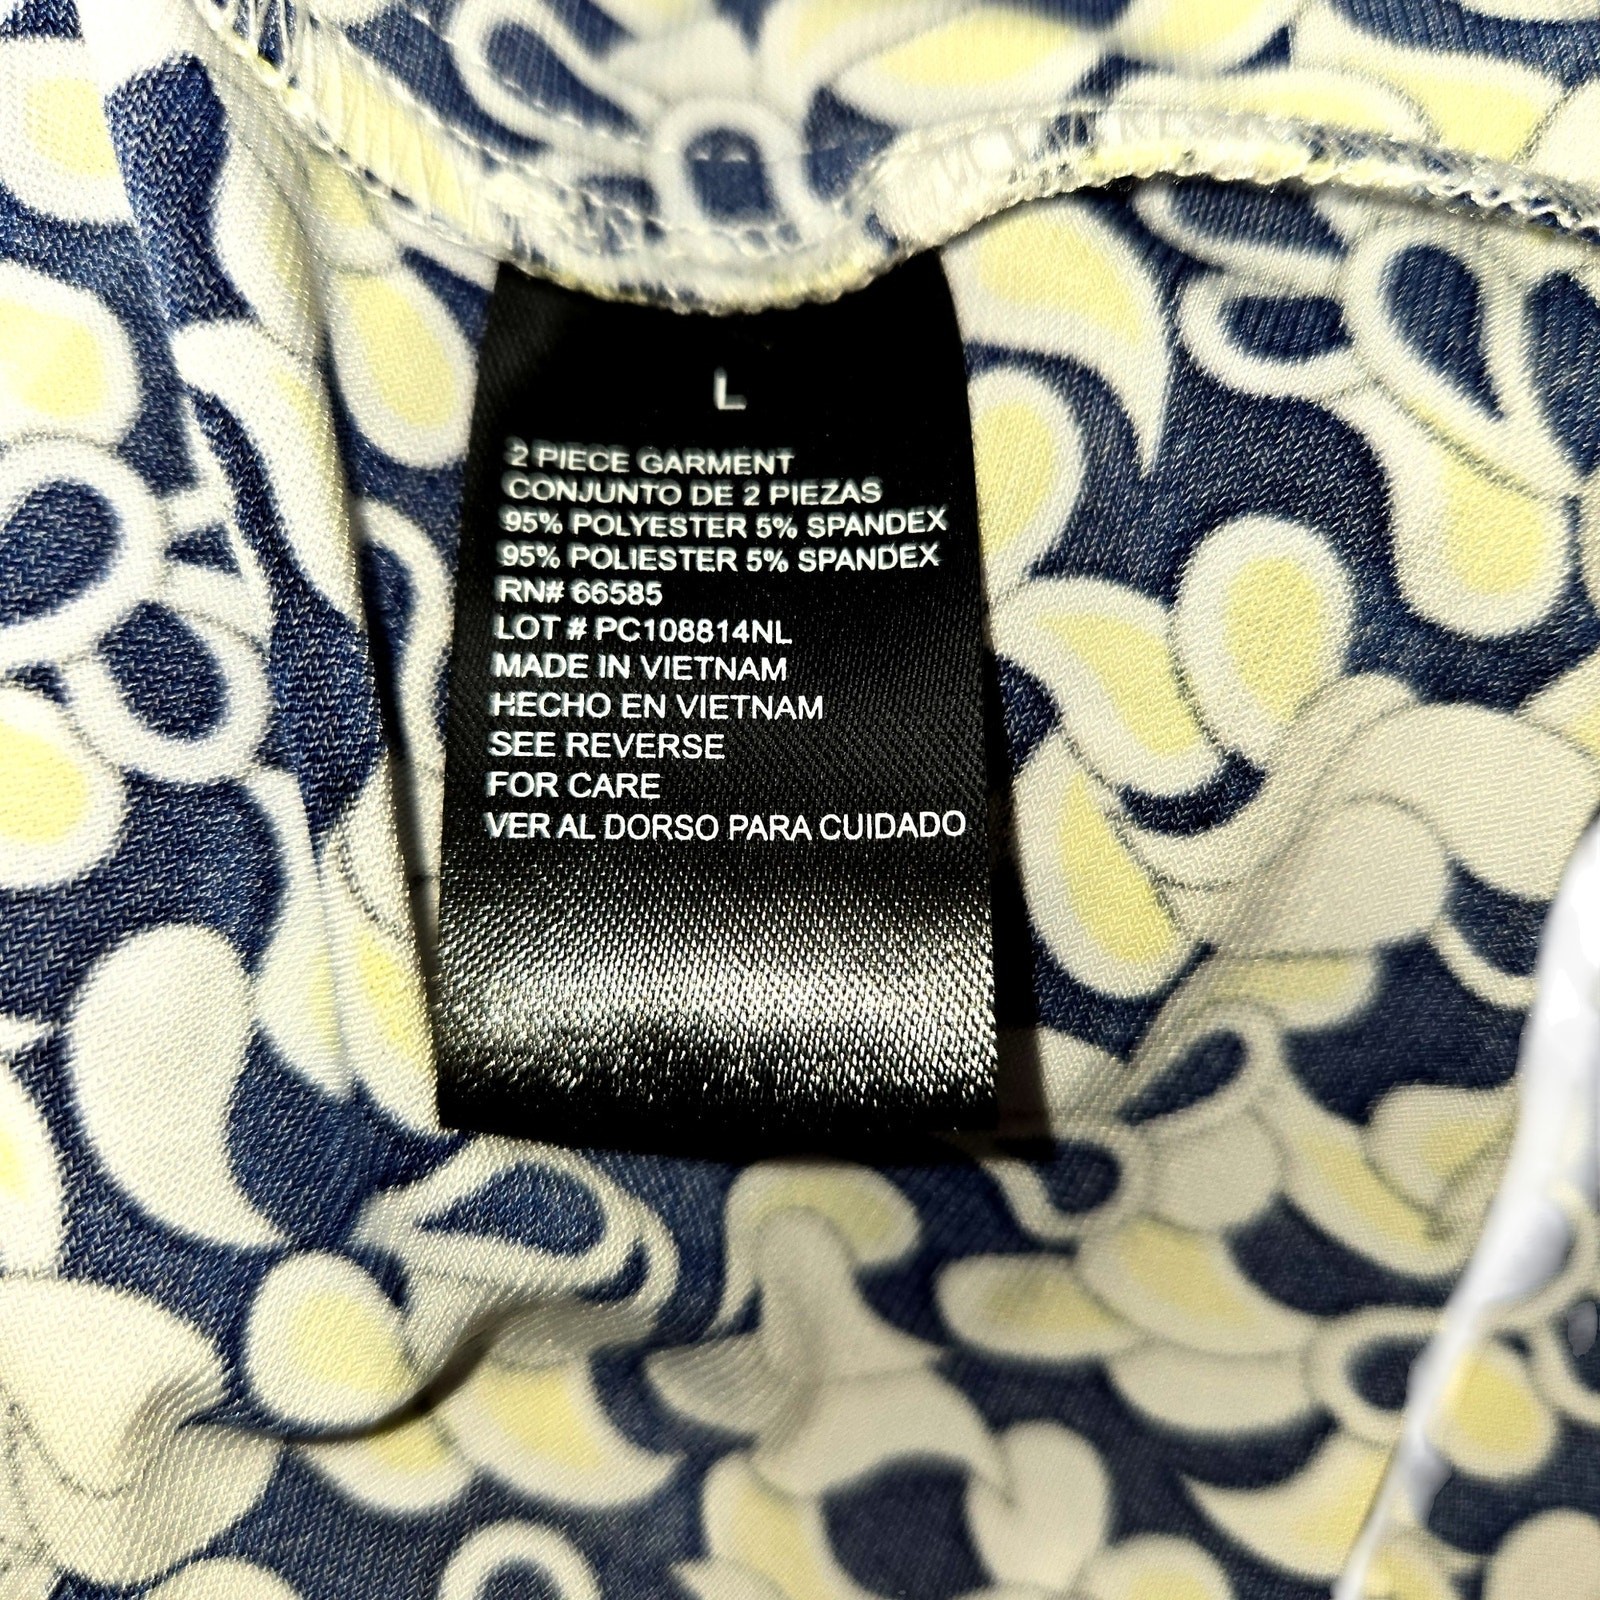 L
2 PIECE GARMENT
CONJUNTO DE 2 PIEZAS
95% POLYESTER 5% SPANDEX
95% POLIESTER 5% SPANDEX
RN# 66585
LOT # PC108814NL
MADE IN VIETNAM
HECHO EN VIETNAM
SEE REVERSE
FOR CARE
VER AL DORSO PARA CUIDADO